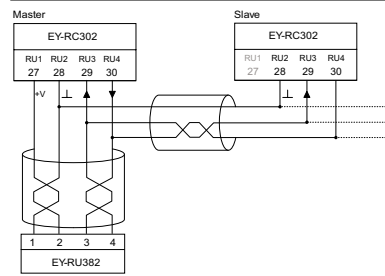 Master Slave
EY-RC302 EY-RC302
RU1 RU2 RU3 RU4 RU1 RU2 RU3 RU4
27 28 29 30 27 28 29 30
+V
1 2 3 4
EY-RU382